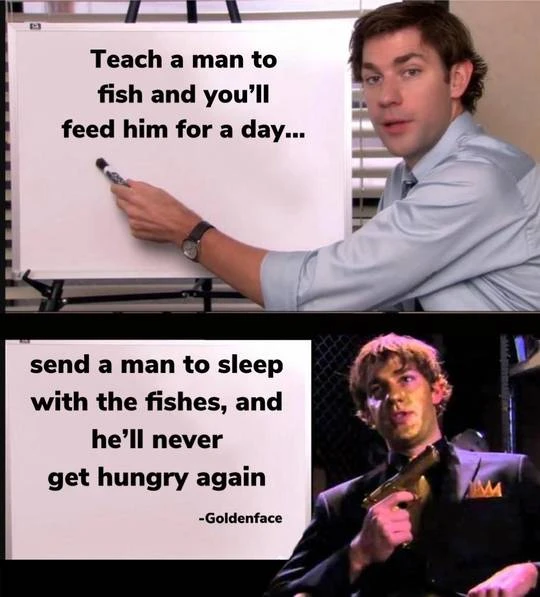 Teach a man to
fish and you'll
feed him for a day...
send a man to sleep
with the fishes, and
he'll never
get hungry again
-Goldenface